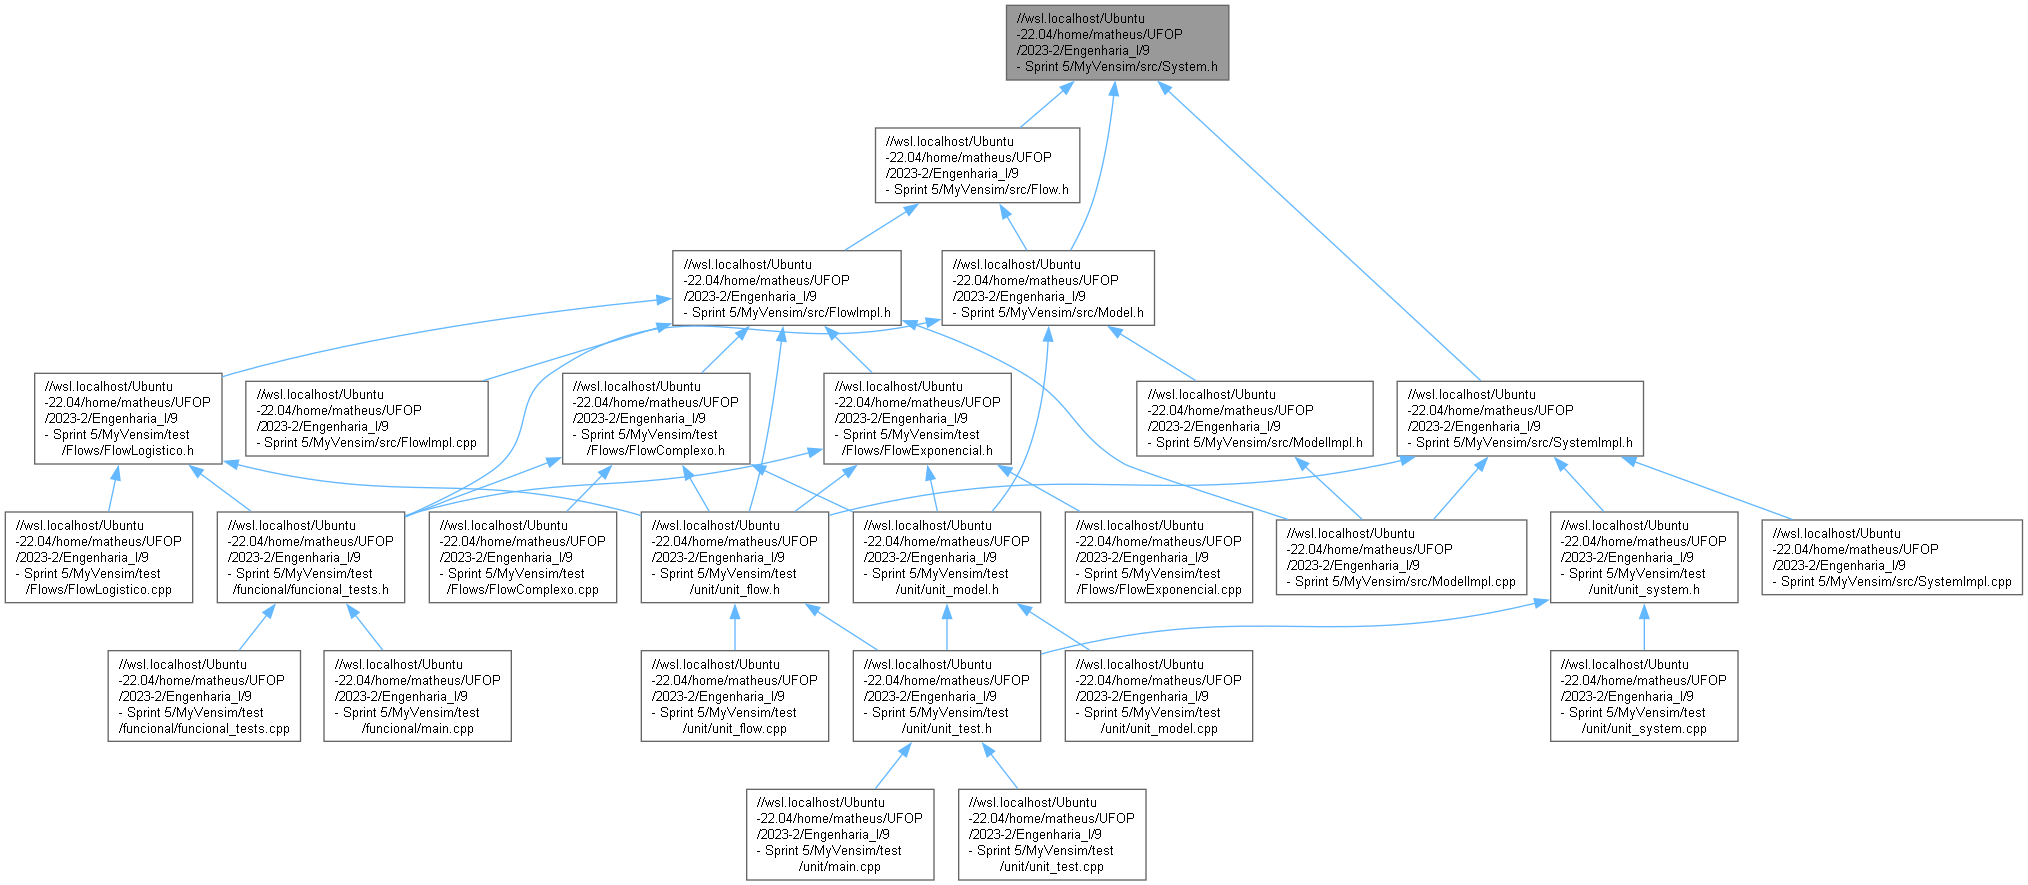 //wsl.localhost/Ubuntu
-22.04/home/matheus/UFOP
/2023-2/Engenharia_I/9
- Sprint 5/MyVensim/src/System.h
//wsl.localhost/Ubuntu
-22.04/home/matheus/UFOP
/2023-2/Engenharia_I/9
- Sprint 5/MyVensim/src/Flow.h
//wsl.localhost/Ubuntu
-22.04/home/matheus/UFOP
/2023-2/Engenharia_I/9
- Sprint 5/MyVensim/src/FlowImpl.h
//wsl.localhost/Ubuntu
-22.04/home/matheus/UFOP
/2023-2/Engenharia_I/9
- Sprint 5/MyVensim/src/Model.h
//wsl.localhost/Ubuntu
-22.04/home/matheus/UFOP
/2023-2/Engenharia_I/9
- Sprint 5/MyVensim/test
/Flows/FlowLogistico.h
//wsl.localhost/Ubuntu
-22.04/home/matheus/UFOP
/2023-2/Engenharia_I/9
- Sprint 5/MyVensim/src/FlowImpl.cpp
//wsl.localhost/Ubuntu
-22.04/home/matheus/UFOP
/2023-2/Engenharia_I/9
- Sprint 5/MyVensim/test
/Flows/FlowComplexo.h
//wsl.localhost/Ubuntu
-22.04/home/matheus/UFOP
/2023-2/Engenharia_I/9
- Sprint 5/MyVensim/test
/Flows/FlowExponencial.h
//wsl.localhost/Ubuntu
-22.04/home/matheus/UFOP
/2023-2/Engenharia_I/9
- Sprint 5/MyVensim/src/ModelImpl.h
//wsl.localhost/Ubuntu
-22.04/home/matheus/UFOP
/2023-2/Engenharia_I/9
- Sprint 5/MyVensim/src/SystemImpl.h
//wsl.localhost/Ubuntu
-22.04/home/matheus/UFOP
/2023-2/Engenharia_I/9
- Sprint 5/MyVensim/test
/Flows/FlowLogistico.cpp
//wsl.localhost/Ubuntu
-22.04/home/matheus/UFOP
/2023-2/Engenharia_I/9
- Sprint 5/MyVensim/test
/funcional/funcional_tests.h
//wsl.localhost/Ubuntu
-22.04/home/matheus/UFOP
/2023-2/Engenharia_I/9
- Sprint 5/MyVensim/test
/Flows/FlowComplexo.cpp
//wsl.localhost/Ubuntu
-22.04/home/matheus/UFOP
/2023-2/Engenharia_I/9
- Sprint 5/MyVensim/test
/unit/unit_flow.h
//wsl.localhost/Ubuntu
-22.04/home/matheus/UFOP
/2023-2/Engenharia_I/9
- Sprint 5/MyVensim/test
/unit/unit_model.h
//wsl.localhost/Ubuntu
-22.04/home/matheus/UFOP
/2023-2/Engenharia_I/9
- Sprint 5/MyVensim/test
/Flows/FlowExponencial.cpp
//wsl.localhost/Ubuntu
-22.04/home/matheus/UFOP
/2023-2/Engenharia_I/9
- Sprint 5/MyVensim/src/ModelImpl.cpp
//wsl.localhost/Ubuntu
-22.04/home/matheus/UFOP
/2023-2/Engenharia_I/9
- Sprint 5/MyVensim/test
/unit/unit_system.h
//wsl.localhost/Ubuntu
-22.04/home/matheus/UFOP
/2023-2/Engenharia_I/9
- Sprint 5/MyVensim/src/SystemImpl.cpp
//wsl.localhost/Ubuntu
-22.04/home/matheus/UFOP
/2023-2/Engenharia_I/9
- Sprint 5/MyVensim/test
/funcional/funcional_tests.cpp
//wsl.localhost/Ubuntu
-22.04/home/matheus/UFOP
/2023-2/Engenharia_I/9
- Sprint 5/MyVensim/test
/funcional/main.cpp
//wsl.localhost/Ubuntu
-22.04/home/matheus/UFOP
/2023-2/Engenharia_I/9
- Sprint 5/MyVensim/test
/unit/unit_flow.cpp
//wsl.localhost/Ubuntu
-22.04/home/matheus/UFOP
/2023-2/Engenharia_I/9
- Sprint 5/MyVensim/test
/unit/unit_test.h
//wsl.localhost/Ubuntu
-22.04/home/matheus/UFOP
/2023-2/Engenharia_I/9
- Sprint 5/MyVensim/test
/unit/unit_model.cpp
//wsl.localhost/Ubuntu
-22.04/home/matheus/UFOP
/2023-2/Engenharia_I/9
- Sprint 5/MyVensim/test
/unit/unit_system.cpp
//wsl.localhost/Ubuntu
-22.04/home/matheus/UFOP
/2023-2/Engenharia_I/9
- Sprint 5/MyVensim/test
/unit/main.cpp
//wsl.localhost/Ubuntu
-22.04/home/matheus/UFOP
/2023-2/Engenharia_I/9
- Sprint 5/MyVensim/test
/unit/unit_test.cpp